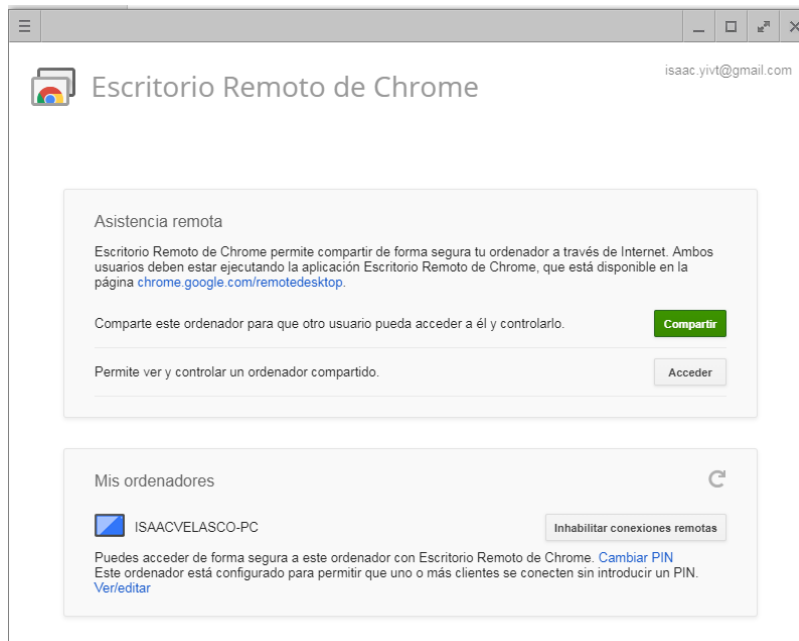 isaac.yivt@gmail.com
Escritorio Remoto de Chrome
Asistencia remota
Escritorio Remoto de Chrome permite compartir de forma segura tu ordenador a través de Internet. Ambos
usuarios deben estar ejecutando la aplicación Escritorio Remoto de Chrome, que está disponible en la
página chrome.google.com/remotedesktop.
Comparte este ordenador para que otro usuario pueda acceder a él y controlarlo.
Compartir
Permite ver y controlar un ordenador compartido.
Acceder
Mis ordenadores
ISAACVELASCO-PC
Inhabilitar conexiones remotas
Puedes acceder de forma segura a este ordenador con Escritorio Remoto de Chrome. Cambiar PIN
Este ordenador está configurado para permitir que uno o más clientes se conecten sin introducir un PIN.
Ver/editar